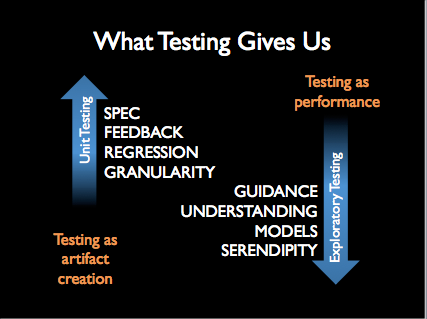 What Testing Gives Us
Testing as
performance
Unit Testing
SPEC
FEEDBACK
REGRESSION
GRANULARITY
Exploratory Testing
GUIDANCE
UNDERSTANDING
MODELS
SERENDIPITY
Testing as
artifact
creation